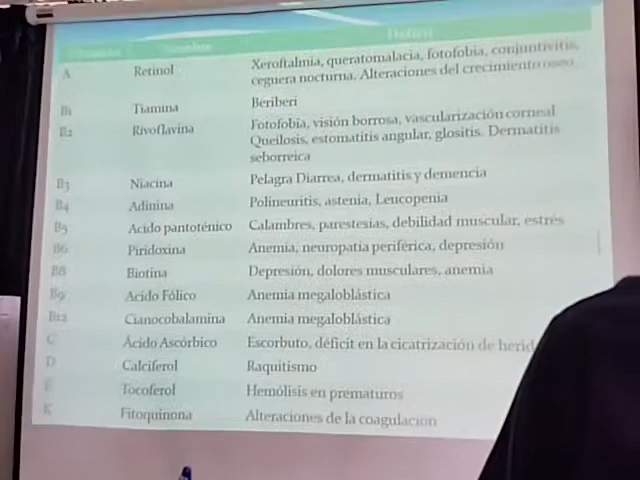 Déficit
A Retinol Xeroftalmia, queratomalacia, fotofobia, conjuntivitis,
ceguera nocturna. Alteraciones del crecimiento oseo
B1 Tiamina Beriberi
B2 Rivoflavina Fotofobia, visión borrosa, vascularización corneal
Queilosis, estomatitis angular, glositis. Dermatitis
seborreica
B3 Niacina Pelagra Diarrea, dermatitis y demencia
B4 Adinina Polineuritis, astenia, Leucopenia
B5 Acido pantoténico Calambres, parestesias, debilidad muscular, estrés
B6 Piridoxina Anemia, neuropatia periférica, depresión
B8 Biotina Depresión, dolores musculares, anemia
B9 Acido Fólico Anemia megaloblástica
B12 Cianocobalamina Anemia megaloblástica
C Ácido Ascórbico Escorbuto, déficit en la cicatrización de herid
D Calciferol Raquitismo
E Tocoferol Hemólisis en prematuros
K Fitoquinona Alteraciones de la coagulacion